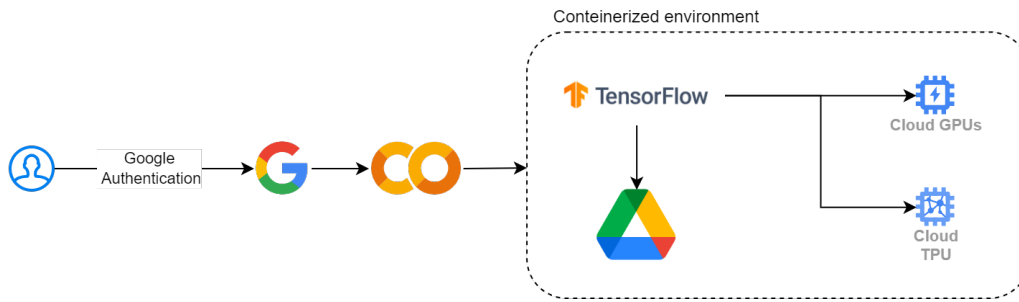 Conteinerized environment
TensorFlow
Cloud GPUs
Google
Authentication
Cloud
TPU